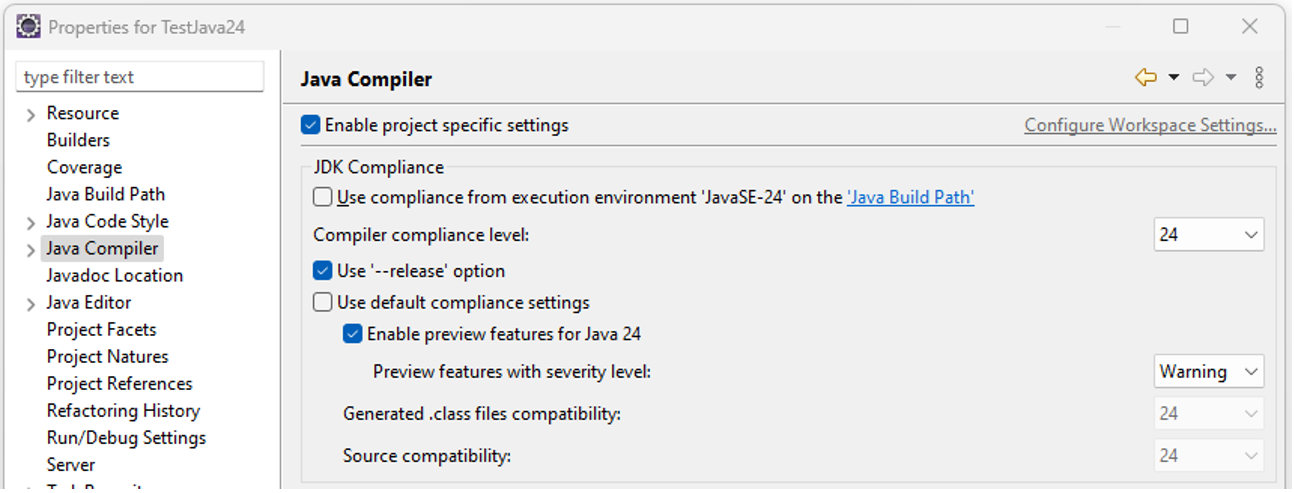 Properties for TestJava24
type filter text
Resource
Builders
Coverage
Java Build Path
Java Code Style
Java Compiler
Javadoc Location
Java Editor
Project Facets
Project Natures
Project References
Refactoring History
Run/Debug Settings
Server
Java Compiler
Enable project specific settings
Configure Workspace Settings...
JDK Compliance
Use compliance from execution environment 'JavaSE-24' on the 'Java Build Path'
Compiler compliance level: 24
Use '--release' option
Use default compliance settings
Enable preview features for Java 24
Preview features with severity level: Warning
Generated .class files compatibility: 24
Source compatibility: 24